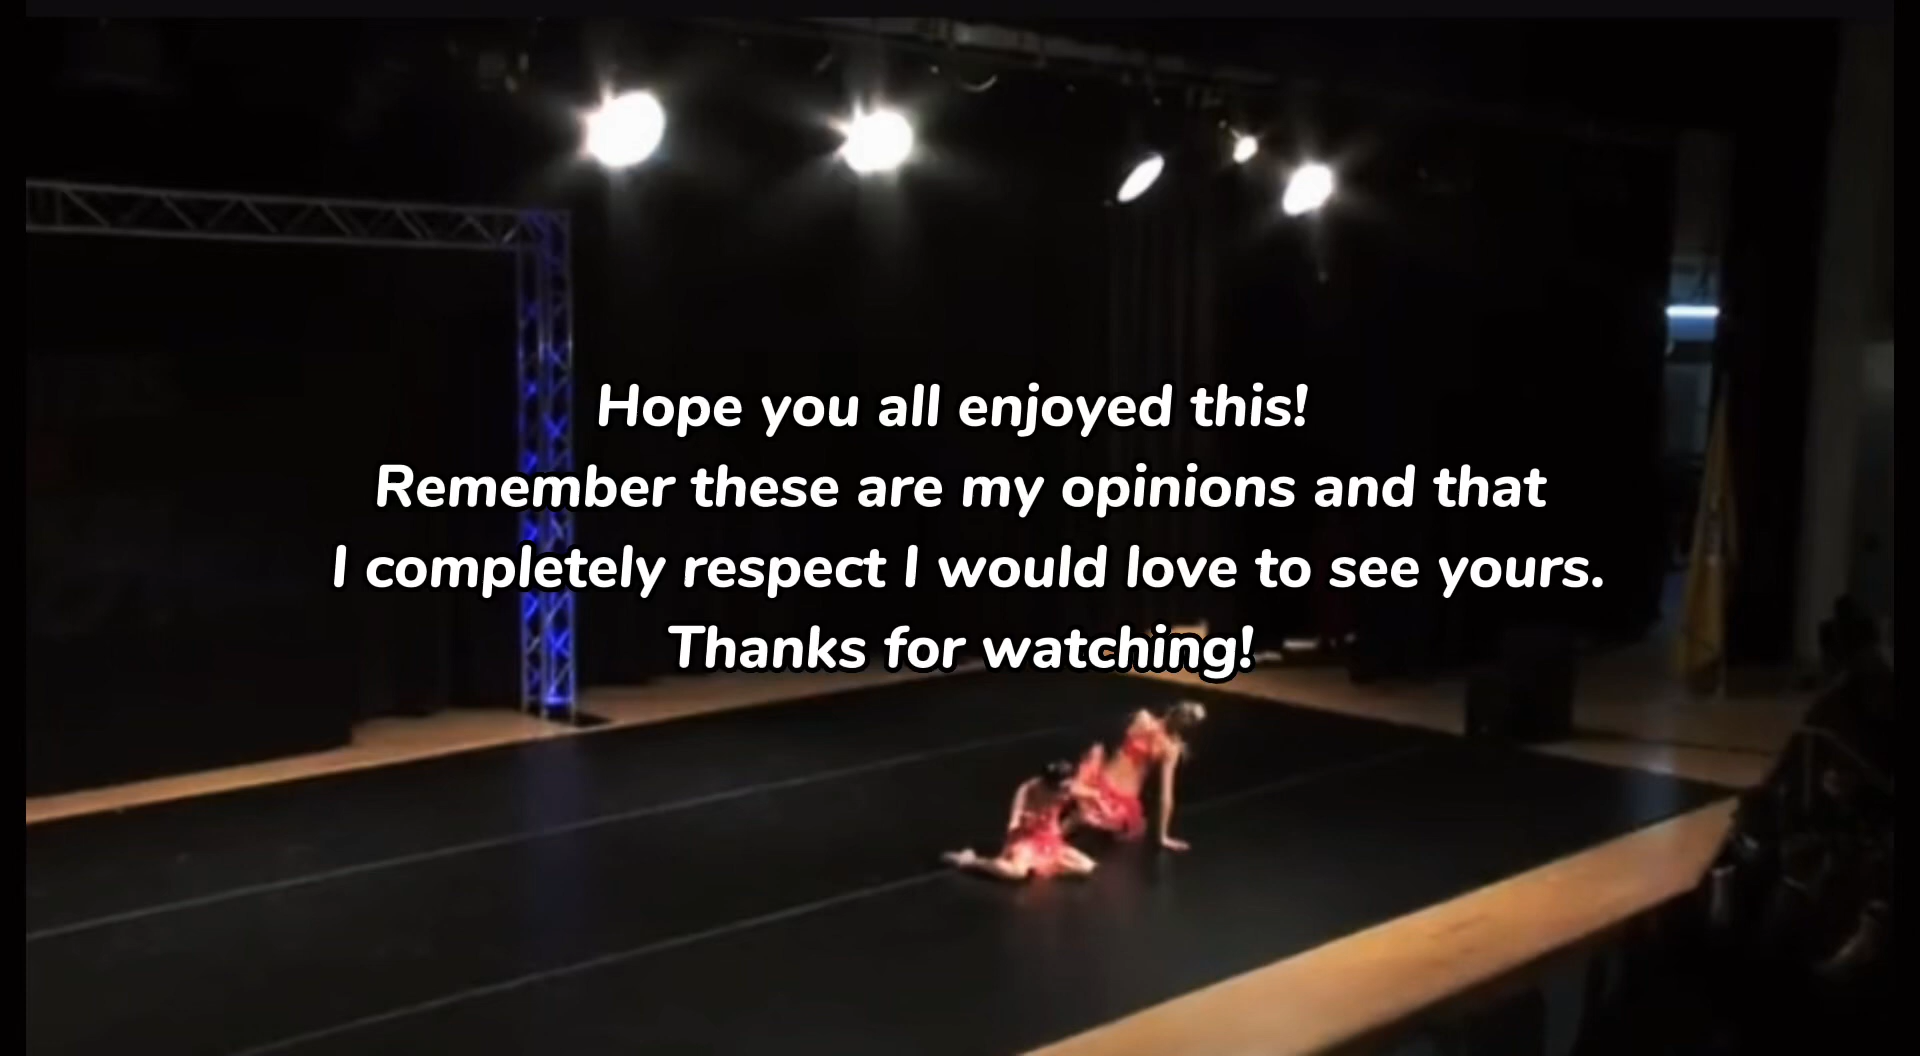 Hope you all enjoyed this!
Remember these are my opinions and that
I completely respect I would love to see yours.
Thanks for watching!